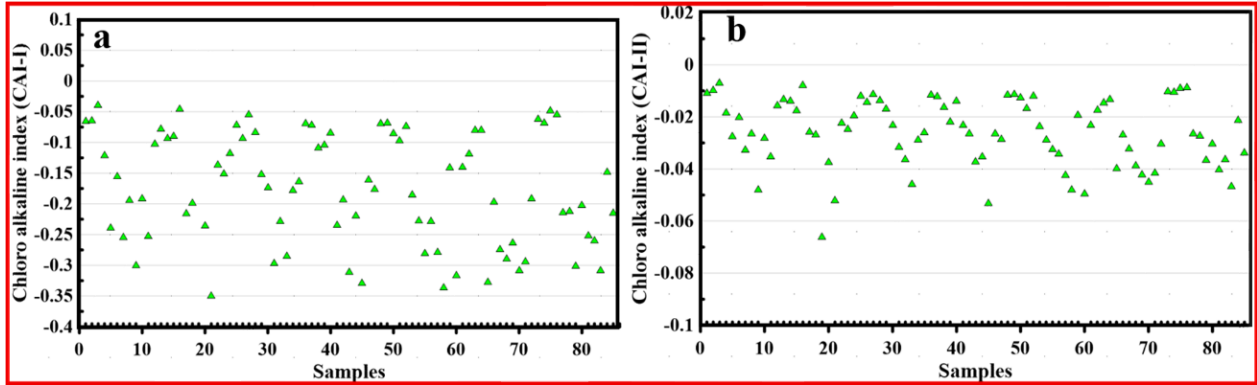 a
Chloro alkaline index (CAI-I)
0.1
0.05
0
-0.05
-0.1
-0.15
-0.2
-0.25
-0.3
-0.35
-0.4
0 10 20 30 40 50 60 70 80
Samples
b
Chloro alkaline index (CAI-II)
0.02
0
-0.02
-0.04
-0.06
-0.08
-0.1
0 10 20 30 40 50 60 70 80
Samples